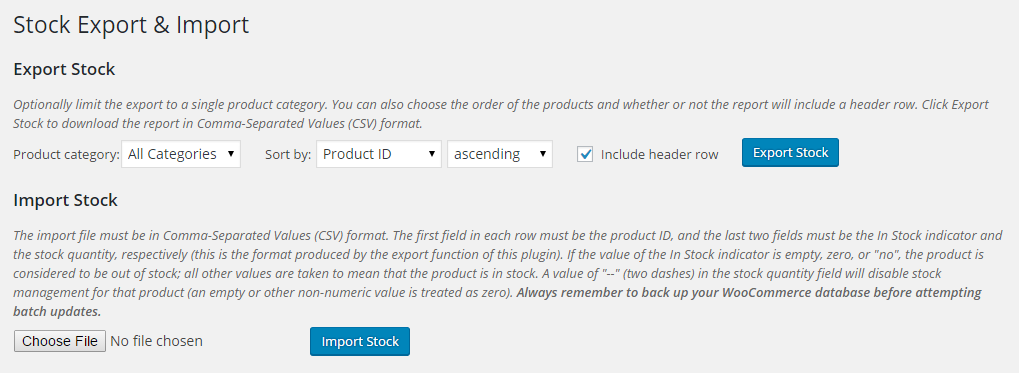 Stock Export & Import
Export Stock
Optionally limit the export to a single product category. You can also choose the order of the products and whether or not the report will include a header row. Click Export
Stock to download the report in Comma-Separated Values (CSV) format.
Product category: All Categories Sort by: Product ID ascending Include header row Export Stock
Import Stock
The import file must be in Comma-Separated Values (CSV) format. The first field in each row must be the product ID, and the last two fields must be the In Stock indicator and
the stock quantity, respectively (this is the format produced by the export function of this plugin). If the value of the In Stock indicator is empty, zero, or "no", the product is
considered to be out of stock; all other values are taken to mean that the product is in stock. A value of "--" (two dashes) in the stock quantity field will disable stock
management for that product (an empty or other non-numeric value is treated as zero). Always remember to back up your WooCommerce database before attempting
batch updates.
Choose File No file chosen Import Stock